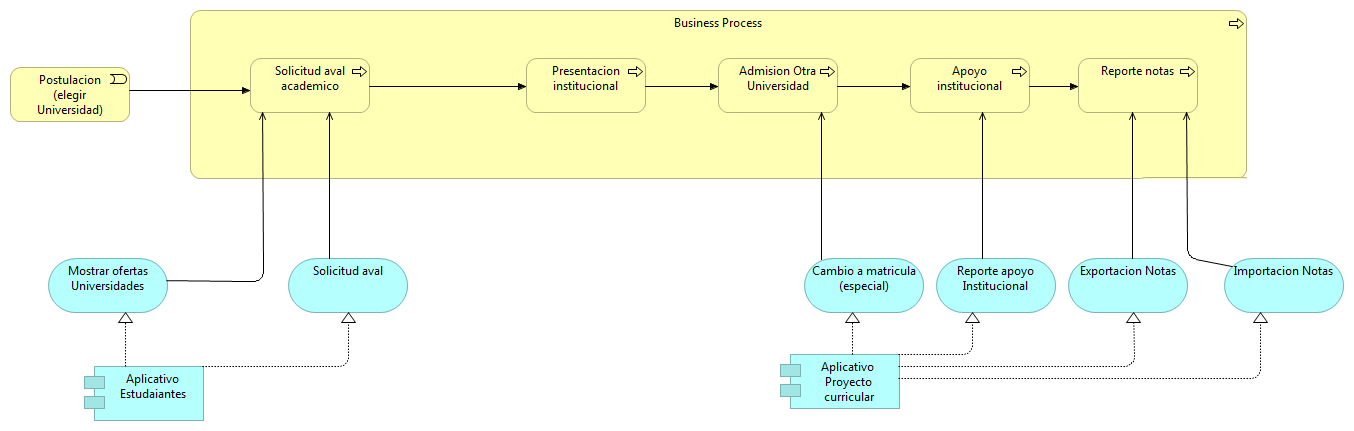 Business Process
Postulacion
(elegir
Universidad)
Solicitud aval
academico
Presentacion
institucional
Admision Otra
Universidad
Apoyo
institucional
Reporte notas
Mostrar ofertas
Universidades
Solicitud aval
Cambio a matricula
(especial)
Reporte apoyo
Institucional
Exportacion Notas
Importacion Notas
Aplicativo
Estudaiantes
Aplicativo
Proyecto
curricular